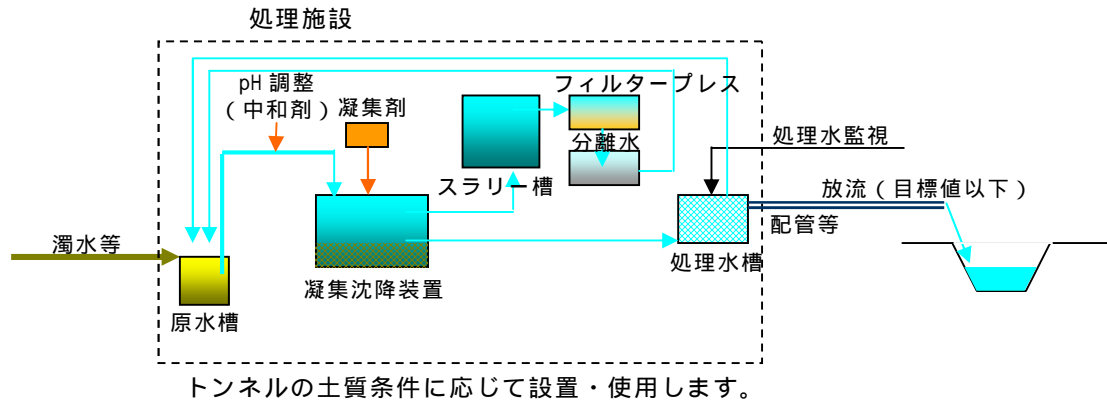 処理施設
pH 調整
（中和剤）
凝集剤
フィルタープレス
分離水
スラリー槽
処理水監視
放流（目標値以下）
配管等
濁水等
処理水槽
凝集沈降装置
原水槽
トンネルの土質条件に応じて設置・使用します。